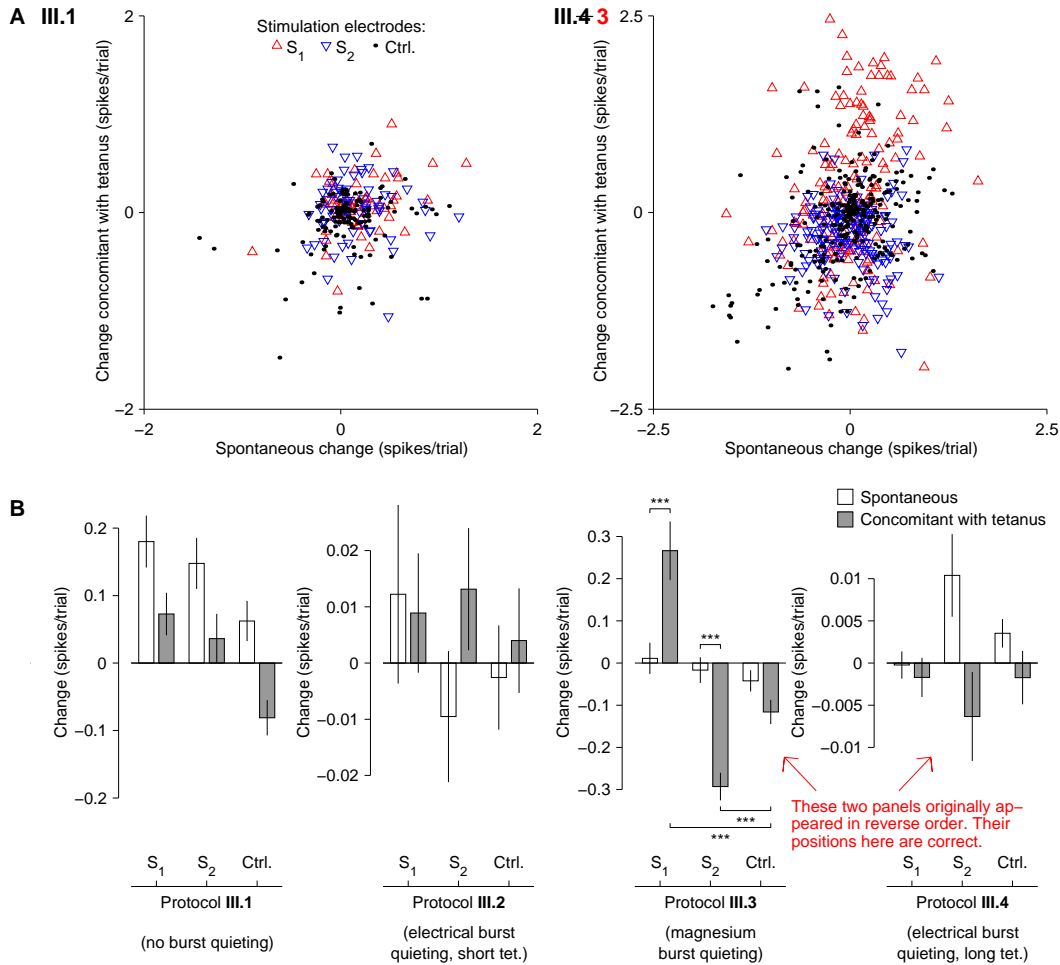 A III.1
Stimulation electrodes:
S1 S2 Ctrl.
2
0
−2
−2 0 2
Change concomitant with tetanus (spikes/trial)
Spontaneous change (spikes/trial)
III.4 3
2.5
0
−2.5
−2.5 0 2.5
Change concomitant with tetanus (spikes/trial)
Spontaneous change (spikes/trial)
B
Spontaneous
Concomitant with tetanus
Change (spikes/trial)
0.2
0.1
0
−0.1
−0.2
Change (spikes/trial)
0.02
0.01
0
−0.01
−0.02
Change (spikes/trial)
0.3
0.2
0.1
0
−0.1
−0.2
−0.3
***
***
***
***
Change (spikes/trial)
0.01
0.005
0
−0.005
−0.01
These two panels originally ap–
peared in reverse order. Their
positions here are correct.
S1 S2 Ctrl.
Protocol III.1
(no burst quieting)
S1 S2 Ctrl.
Protocol III.2
(electrical burst
quieting, short tet.)
S1 S2 Ctrl.
Protocol III.3
(magnesium
burst quieting)
S1 S2 Ctrl.
Protocol III.4
(electrical burst
quieting, long tet.)